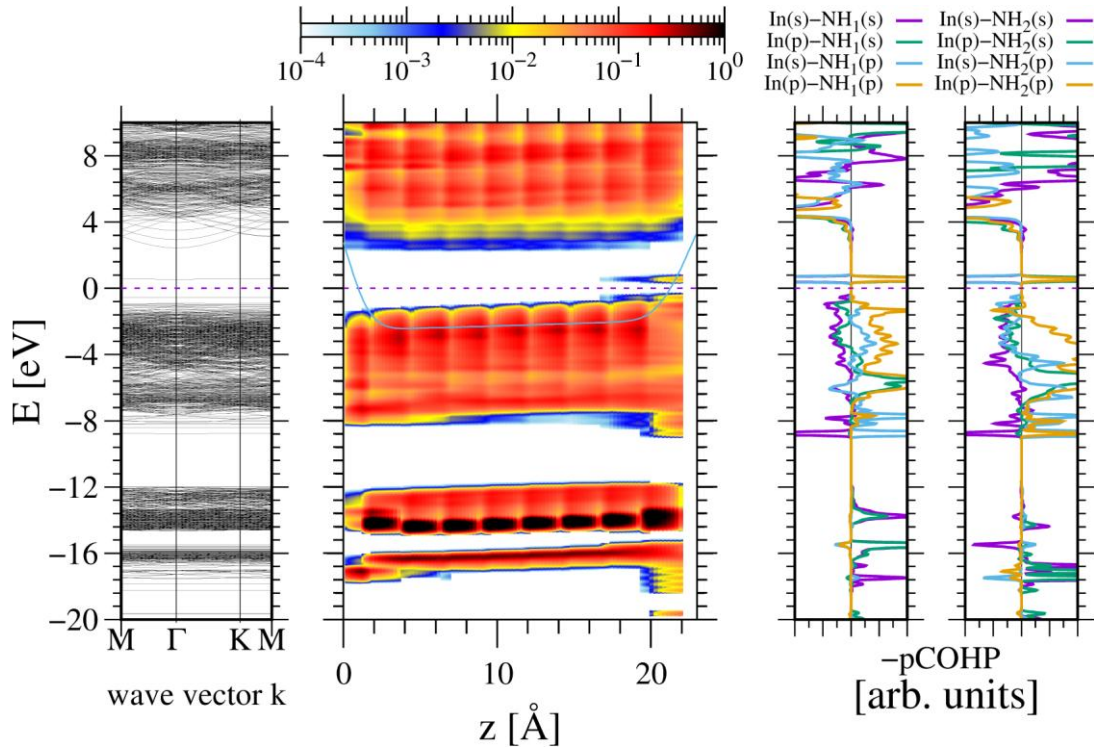 10⁻⁴ 10⁻³ 10⁻² 10⁻¹ 10⁰
In(s)−NH₁(s) In(s)−NH₂(s)
In(p)−NH₁(s) In(p)−NH₂(s)
In(s)−NH₁(p) In(s)−NH₂(p)
In(p)−NH₁(p) In(p)−NH₂(p)
8
4
0
−4
−8
−12
−16
−20
E [eV]
M Γ K M
wave vector k
0 10 20
z [Å]
−pCOHP
[arb. units]